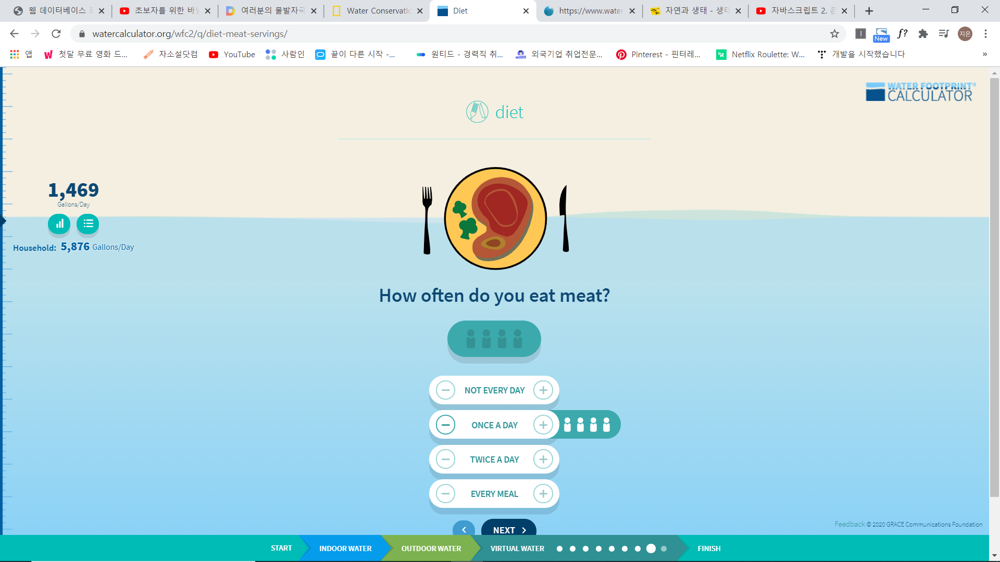 웹 데이터베이스
초보자를 위한
여러분의 물발자국
Water Conservatio
Diet
https://www.water
자연과 생태 - 생태
자바스크립트 2. 콘
watercalculator.org/wfc2/q/diet-meat-servings/
New
f?
지은
앱
첫달 무료 영화 드...
자소설닷컴
YouTube
사람인
끝이 다른 시작 -...
원티드 - 경력직 취...
외국기업 취업전문...
Pinterest - 핀터레...
Netflix Roulette: W...
개발을 시작했습니다
»
WATER FOOTPRINT®
CALCULATOR
diet
1,469
Gallons/Day
Household: 5,876 Gallons/Day
How often do you eat meat?
NOT EVERY DAY
ONCE A DAY
TWICE A DAY
EVERY MEAL
NEXT
Feedback © 2020 GRACE Communications Foundation
START
INDOOR WATER
OUTDOOR WATER
VIRTUAL WATER
FINISH